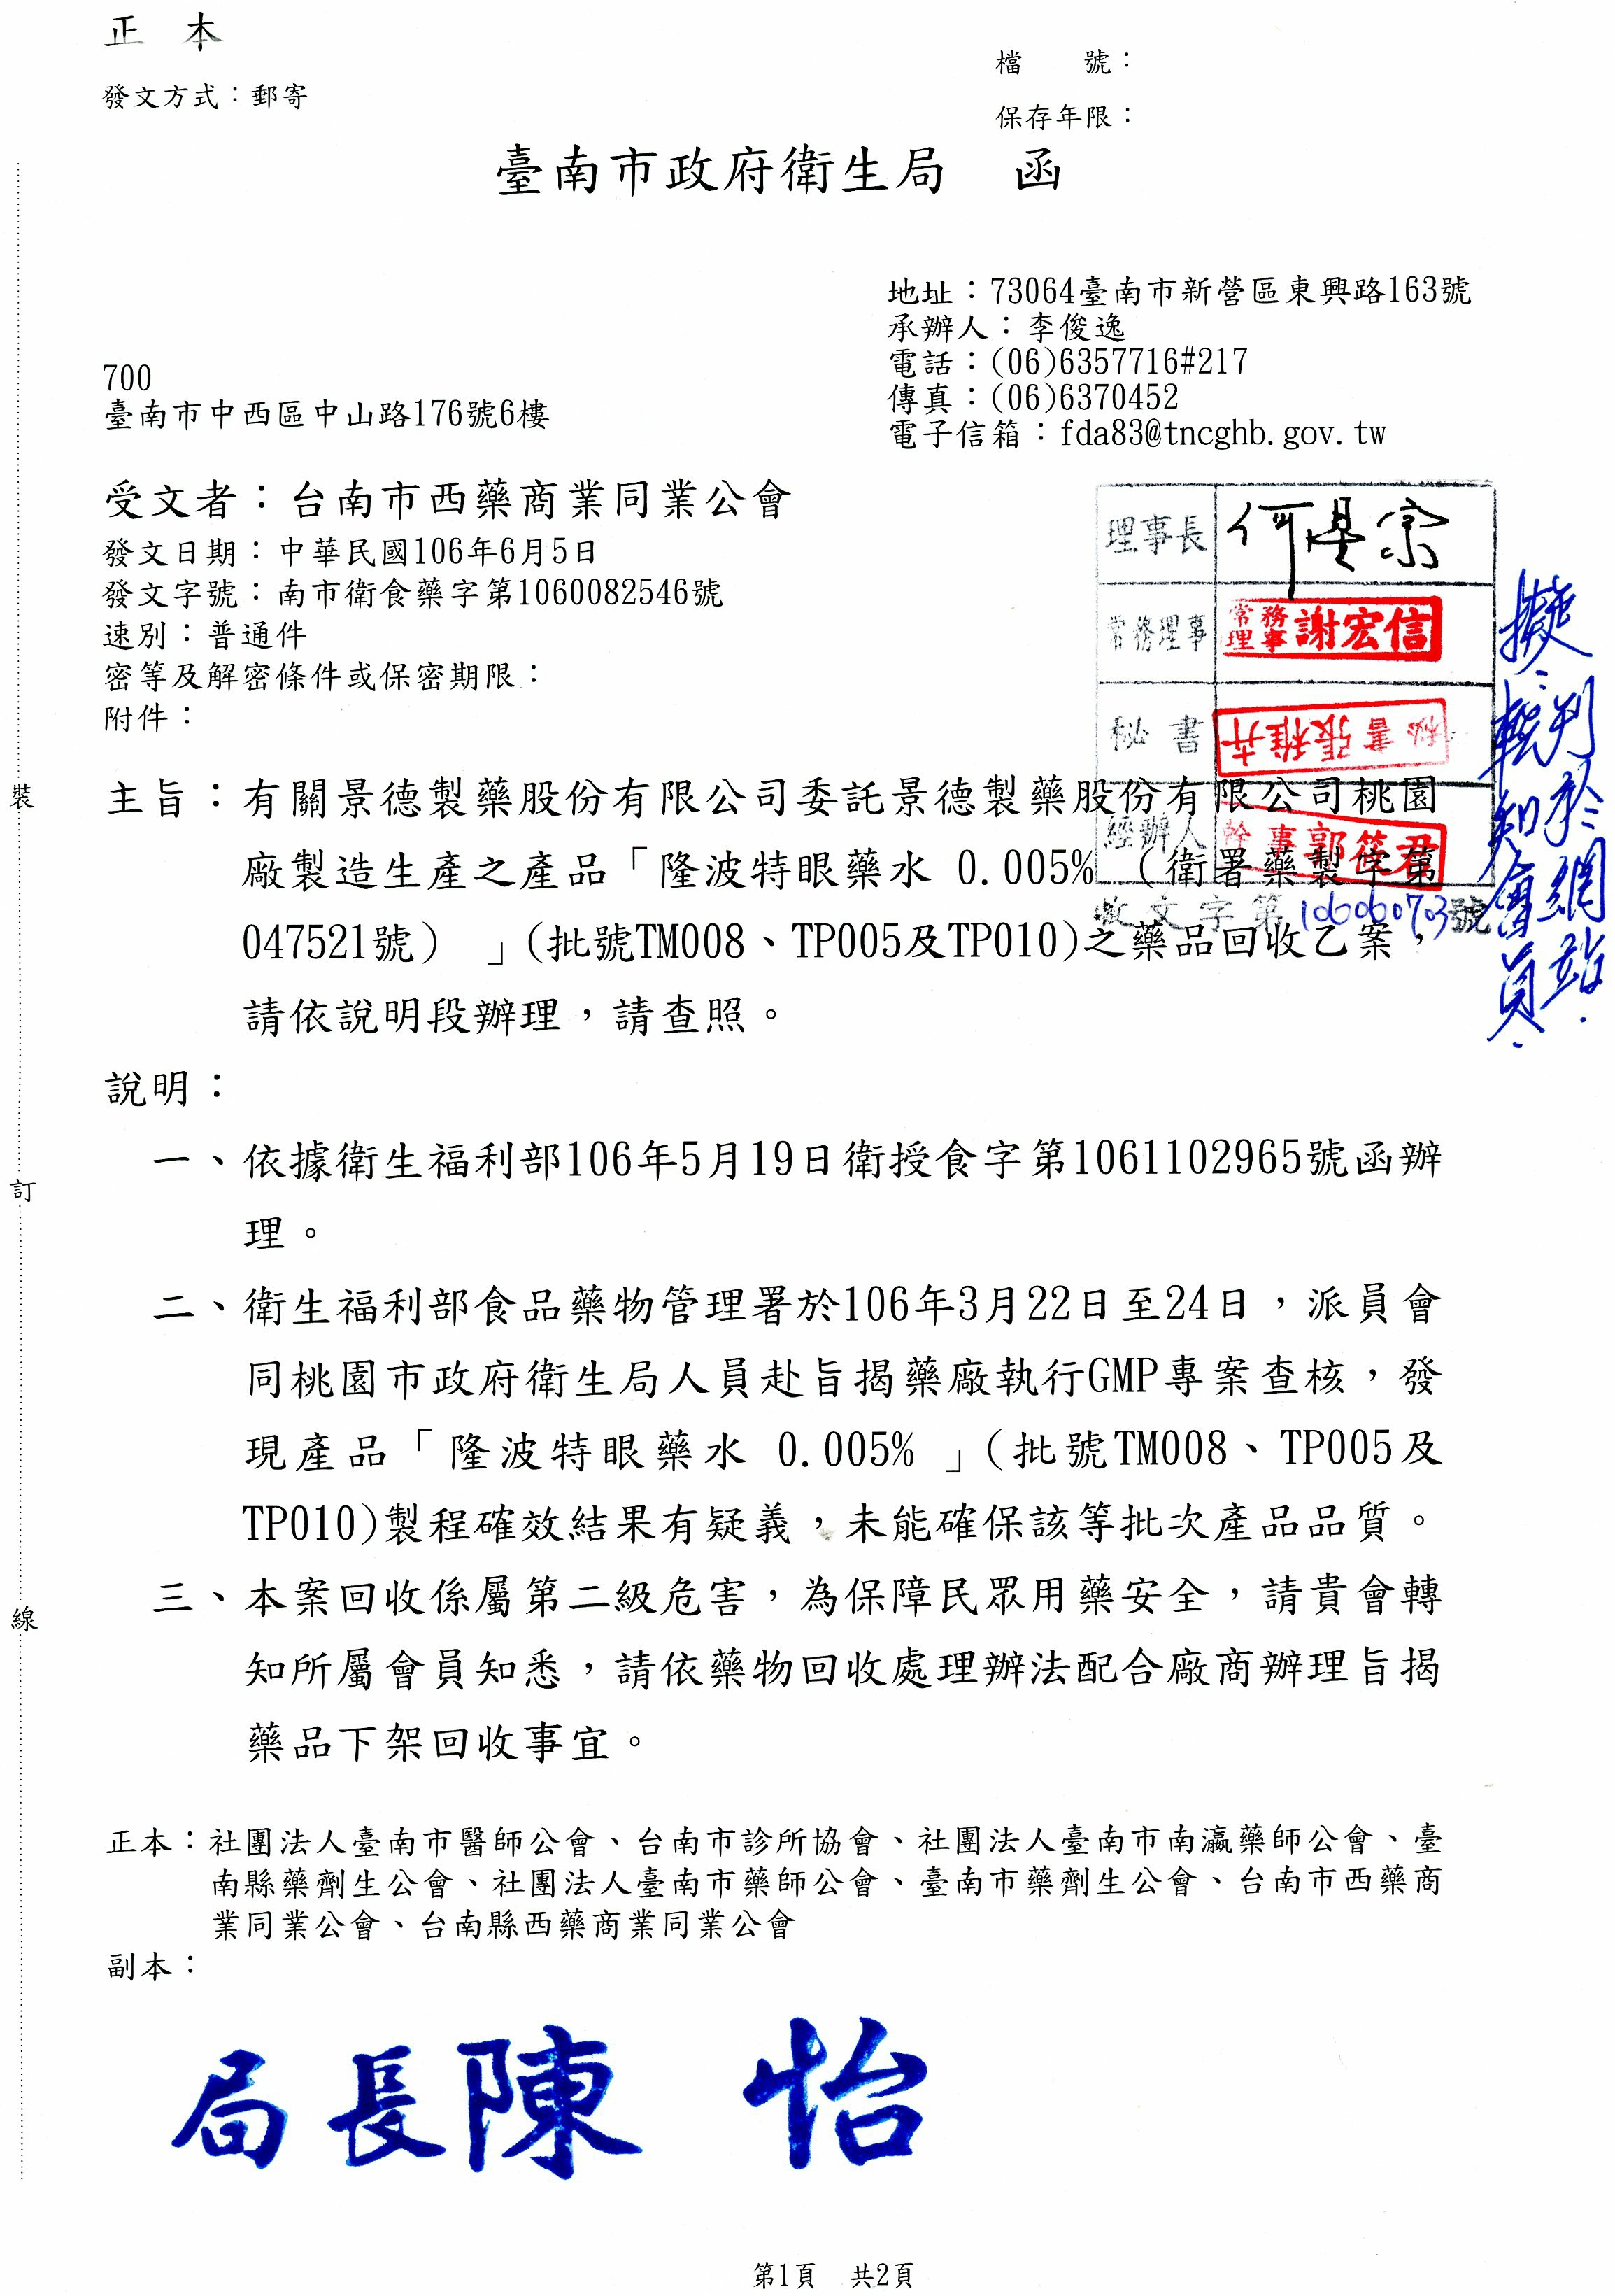 正　本
檔　　號：
發文方式：郵寄
保存年限：
臺南市政府衛生局　函
地址：73064臺南市新營區東興路163號
承辦人：李俊逸
電話：(06)6357716#217
傳真：(06)6370452
電子信箱：fda83@tncghb.gov.tw
700
臺南市中西區中山路176號6樓
受文者：台南市西藥商業同業公會
發文日期：中華民國106年6月5日
發文字號：南市衛食藥字第1060082546號
速別：普通件
密等及解密條件或保密期限：
附件：
理事長
常務理事 常務理事 謝宏信
秘書 秘書張稚卉
經辦人 幹事郭筱君
收文字第106060703號
擬:刊於網站
轉知會員
主旨：有關景德製藥股份有限公司委託景德製藥股份有限公司桃園
廠製造生產之產品「隆波特眼藥水 0.005% （衛署藥製字第
047521號） 」(批號TM008、TP005及TP010)之藥品回收乙案，
請依說明段辦理，請查照。
說明：
一、依據衛生福利部106年5月19日衛授食字第1061102965號函辦
理。
二、衛生福利部食品藥物管理署於106年3月22日至24日，派員會
同桃園市政府衛生局人員赴旨揭藥廠執行GMP專案查核，發
現產品「隆波特眼藥水 0.005% 」(批號TM008、TP005及
TP010)製程確效結果有疑義，未能確保該等批次產品品質。
三、本案回收係屬第二級危害，為保障民眾用藥安全，請貴會轉
知所屬會員知悉，請依藥物回收處理辦法配合廠商辦理旨揭
藥品下架回收事宜。
正本：社團法人臺南市醫師公會、台南市診所協會、社團法人臺南市南瀛藥師公會、臺
南縣藥劑生公會、社團法人臺南市藥師公會、臺南市藥劑生公會、台南市西藥商
業同業公會、台南縣西藥商業同業公會
副本：
局長陳　怡
裝
訂
線
第1頁　共2頁